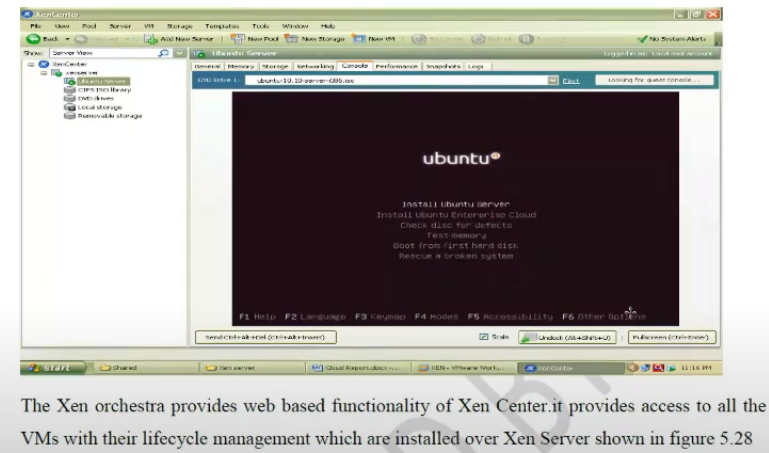 XenCenter
File View Pool Server VM Storage Templates Tools Window Help
Back Add New Server New Pool New Storage New VM No System Alerts
Show: Server View Ubuntu Server Logged in as: Local root account
XenCenter
xenserver
Ubuntu Server
CIFS ISO library
DVD drives
Local storage
Removable storage
General Memory Storage Networking Console Performance Snapshots Logs
DVD Drive 1: ubuntu-10.10-server-i386.iso Eject Looking for guest console...
ubuntu
Install Ubuntu Server
Install Ubuntu Enterprise Cloud
Check disc for defects
Test memory
Boot from first hard disk
Rescue a broken system
F1 Help F2 Language F3 Keymap F4 Modes F5 Accessibility F6 Other Options
Send Ctrl+Alt+Del (Ctrl+Alt+Insert) Scale Undock (Alt+Shift+U) Fullscreen (Ctrl+Enter)
start Shared Xen server Cloud Report.docx -... XEN - VMware Work... XenCenter 11:16 PM
The Xen orchestra provides web based functionality of Xen Center.it provides access to all the
VMs with their lifecycle management which are installed over Xen Server shown in figure 5.28